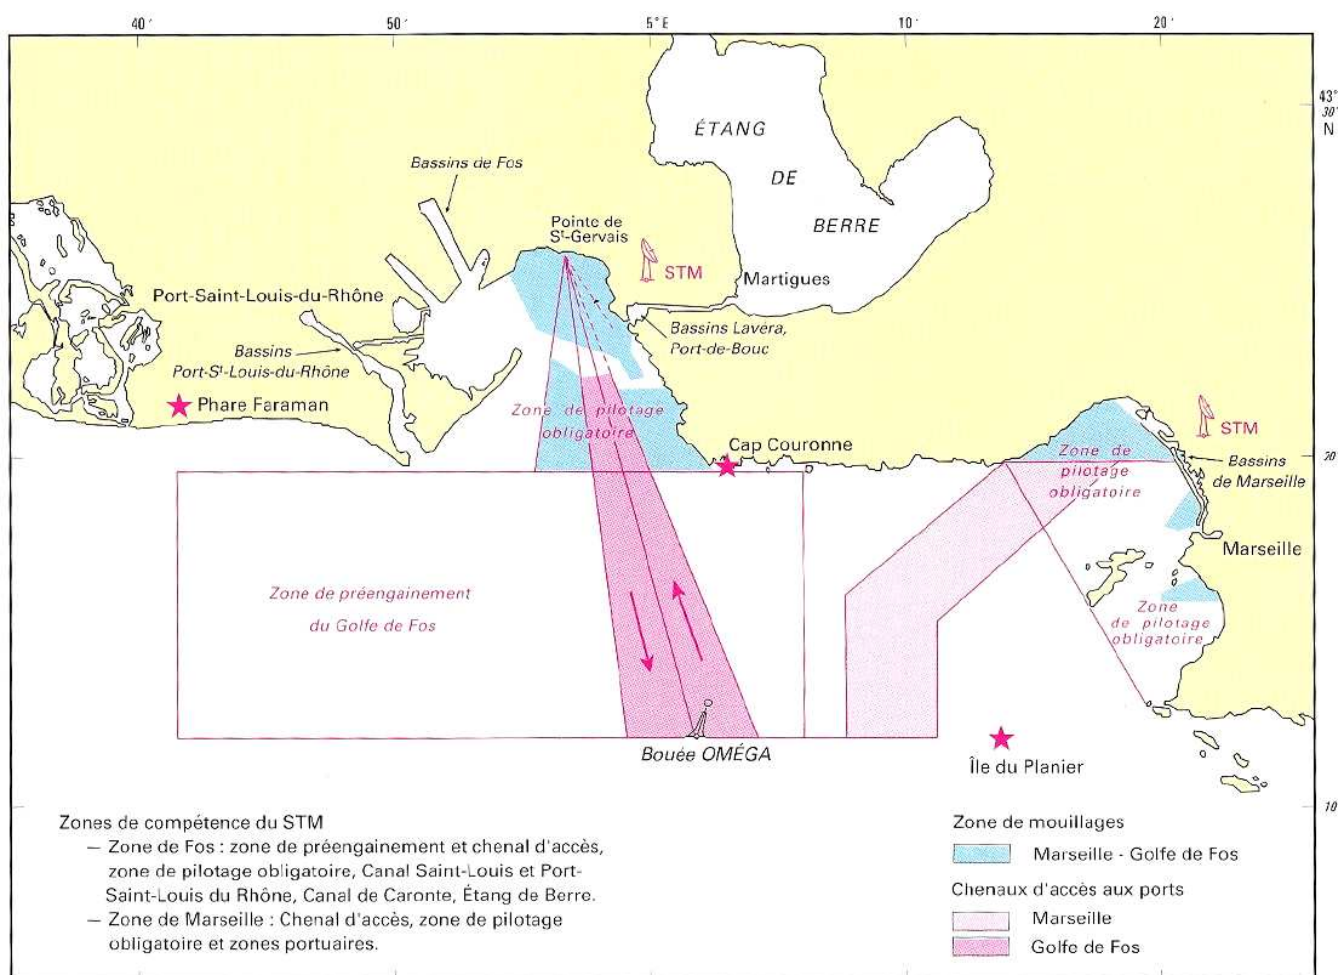 40'
50'
5° E
10'
20'
43°
30'
N
ÉTANG
DE
BERRE
Bassins de Fos
Pointe de
St-Gervais
STM
Martigues
Port-Saint-Louis-du-Rhône
Bassins Lavéra,
Port-de-Bouc
Bassins
Port-St-Louis-du-Rhône
Phare Faraman
Zone de pilotage
obligatoire
Cap Couronne
STM
Zone de
pilotage
obligatoire
Bassins
de Marseille
20'
Marseille
Zone de préengainement
du Golfe de Fos
Zone
de pilotage
obligatoire
Bouée OMÉGA
Île du Planier
10'
Zones de compétence du STM
— Zone de Fos : zone de préengainement et chenal d'accès,
zone de pilotage obligatoire, Canal Saint-Louis et Port-
Saint-Louis du Rhône, Canal de Caronte, Étang de Berre.
— Zone de Marseille : Chenal d'accès, zone de pilotage
obligatoire et zones portuaires.
Zone de mouillages
Marseille - Golfe de Fos
Chenaux d'accès aux ports
Marseille
Golfe de Fos